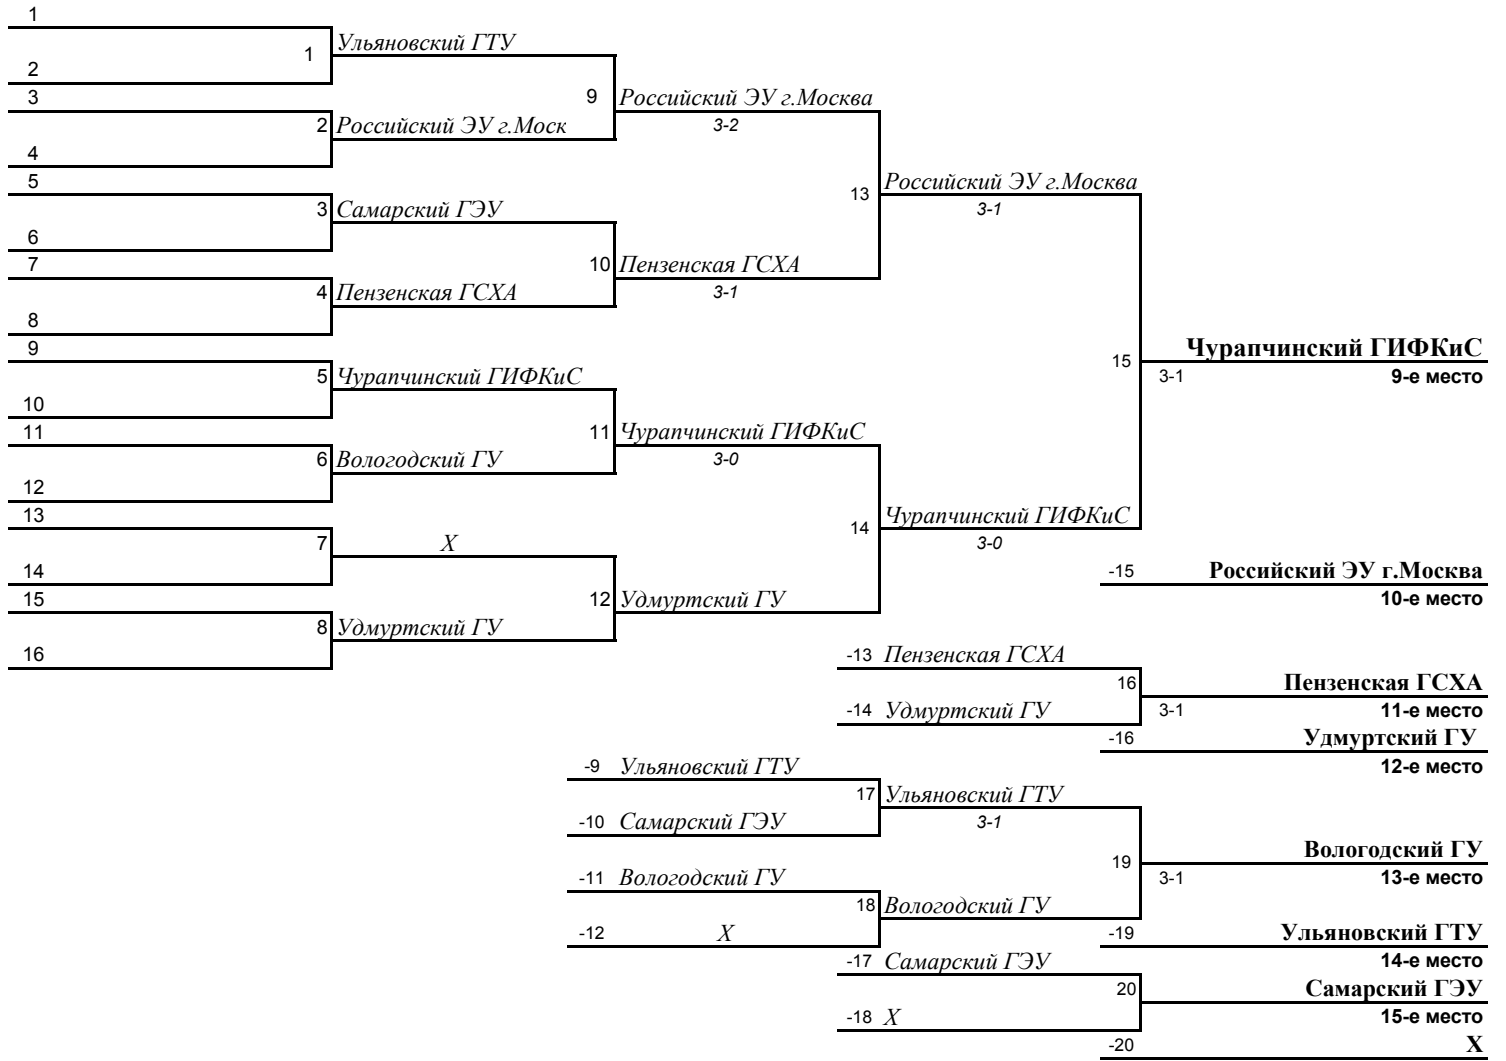 1
Ульяновский ГТУ
1
2
3
9 Российский ЭУ г.Москва
2 Российский ЭУ г.Моск
3-2
4
5
13 Российский ЭУ г.Москва
3 Самарский ГЭУ
3-1
6
7
10 Пензенская ГСХА
4 Пензенская ГСХА
3-1
8
9
15 Чурапчинский ГИФКиС
5 Чурапчинский ГИФКиС
3-1 9-е место
10
11
11 Чурапчинский ГИФКиС
6 Вологодский ГУ
3-0
12
13
14 Чурапчинский ГИФКиС
7 X
3-0
14
-15 Российский ЭУ г.Москва
15
12 Удмуртский ГУ
10-е место
8 Удмуртский ГУ
16
-13 Пензенская ГСХА
16 Пензенская ГСХА
-14 Удмуртский ГУ
3-1 11-е место
-16 Удмуртский ГУ
-9 Ульяновский ГТУ
12-е место
17 Ульяновский ГТУ
-10 Самарский ГЭУ
3-1
19 Вологодский ГУ
-11 Вологодский ГУ
3-1 13-е место
18 Вологодский ГУ
-12 X
-19 Ульяновский ГТУ
-17 Самарский ГЭУ
14-е место
20 Самарский ГЭУ
-18 X
15-е место
-20 X